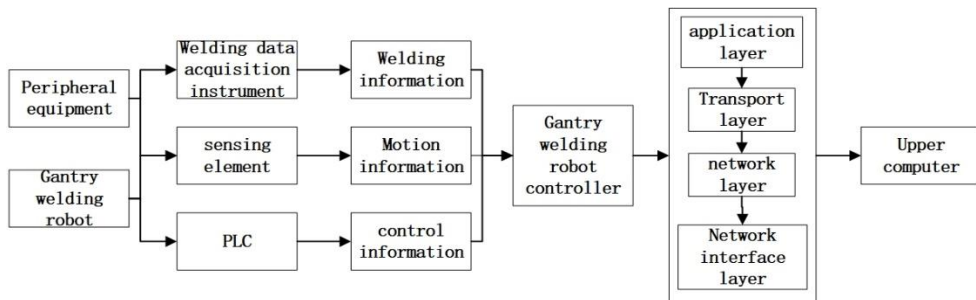 Peripheral
equipment
Gantry
welding
robot
Welding data
acquisition
instrument
sensing
element
PLC
Welding
information
Motion
information
control
information
Gantry
welding
robot
controller
application
layer
Transport
layer
network
layer
Network
interface
layer
Upper
computer